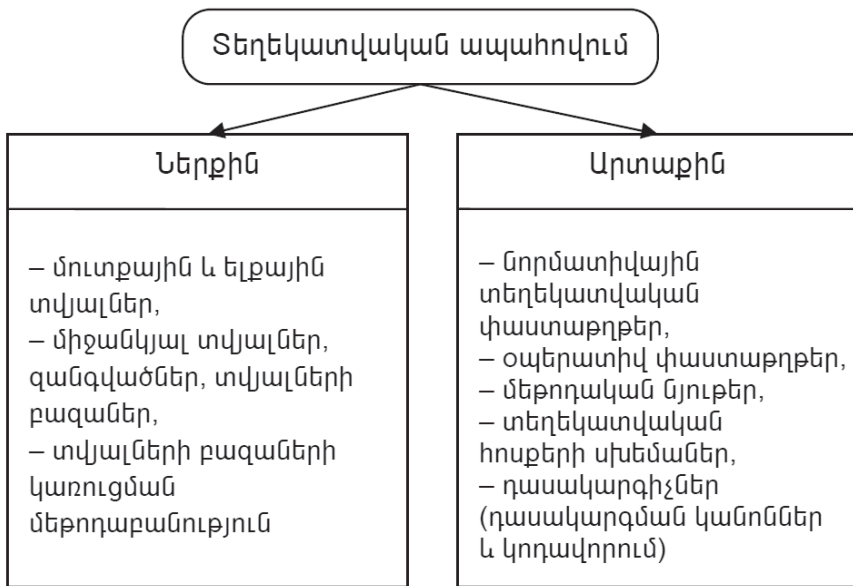 Տեղեկատվական ապահովում
Ներքին
– մուտքային և ելքային
տվյալներ,
– միջանկյալ տվյալներ,
զանգվածներ, տվյալների
բազաներ,
– տվյալների բազաների
կառուցման
մեթոդաբանություն
Արտաքին
– նորմատիվային
տեղեկատվական
փաստաթղթեր,
– օպերատիվ փաստաթղթեր,
– մեթոդական նյութեր,
– տեղեկատվական
հոսքերի սխեմաներ,
– դասակարգիչներ
(դասակարգման կանոններ
և կոդավորում)